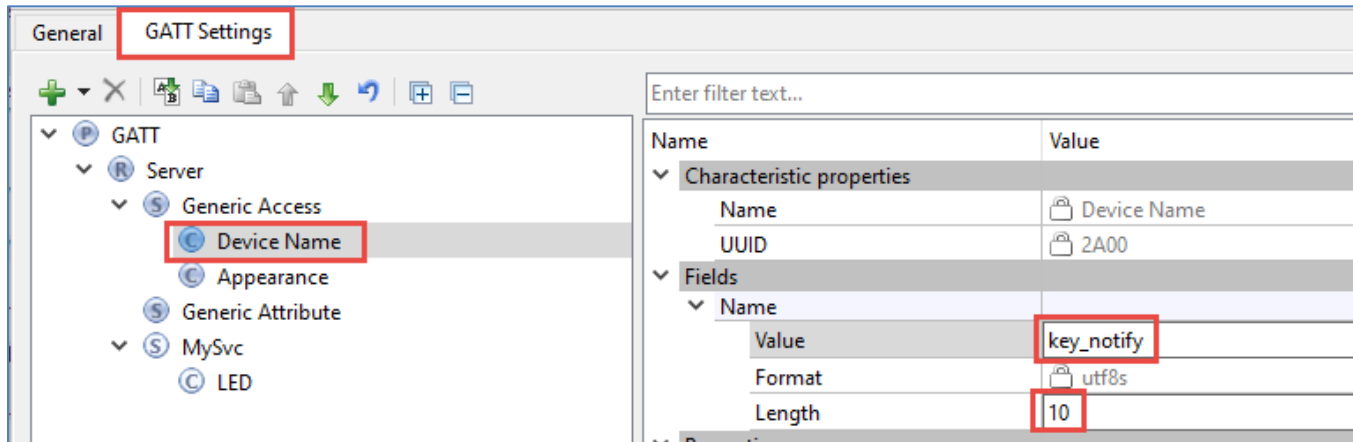 General GATT Settings
Enter filter text...
GATT
Name Value
Server
Characteristic properties
Generic Access
Name Device Name
Device Name
UUID 2A00
Appearance
Fields
Generic Attribute
Name
MySvc
Value key_notify
LED
Format utf8s
Length 10